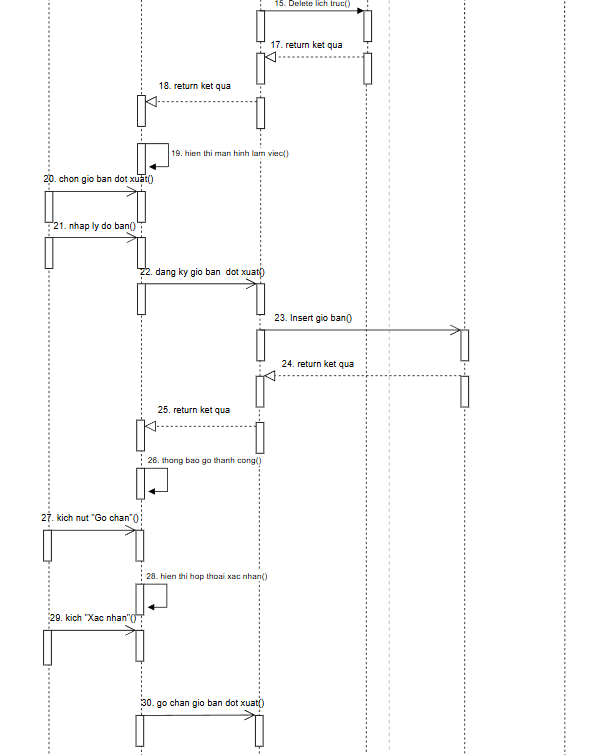 15. Delete lich truc()
17. return ket qua
18. return ket qua
19. hien thi man hinh lam viec()
20. chon gio ban dot xuat()
21. nhap ly do ban()
22. dang ky gio ban dot xuat()
23. Insert gio ban()
24. return ket qua
25. return ket qua
26. thong bao go thanh cong()
27. kich nut "Go chan"()
28. hien thi hop thoai xac nhan()
29. kich "Xac nhan"()
30. go chan gio ban dot xuat()